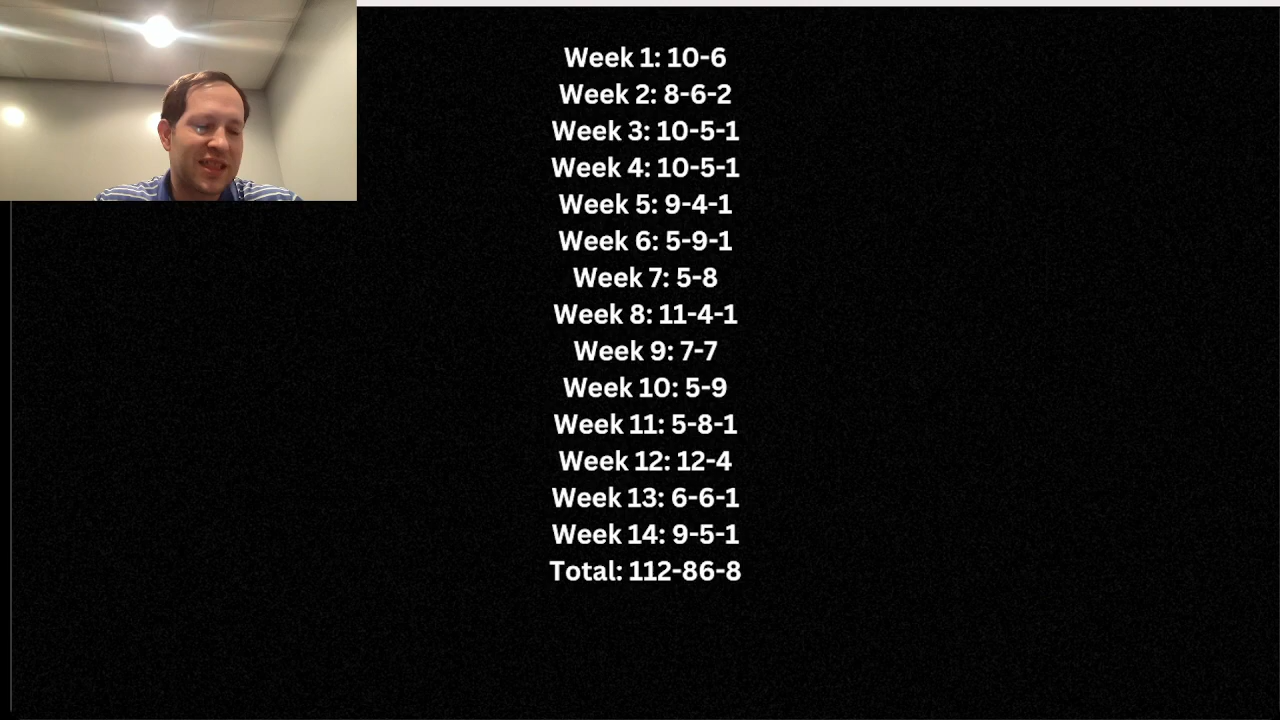 Week 1: 10-6
Week 2: 8-6-2
Week 3: 10-5-1
Week 4: 10-5-1
Week 5: 9-4-1
Week 6: 5-9-1
Week 7: 5-8
Week 8: 11-4-1
Week 9: 7-7
Week 10: 5-9
Week 11: 5-8-1
Week 12: 12-4
Week 13: 6-6-1
Week 14: 9-5-1
Total: 112-86-8